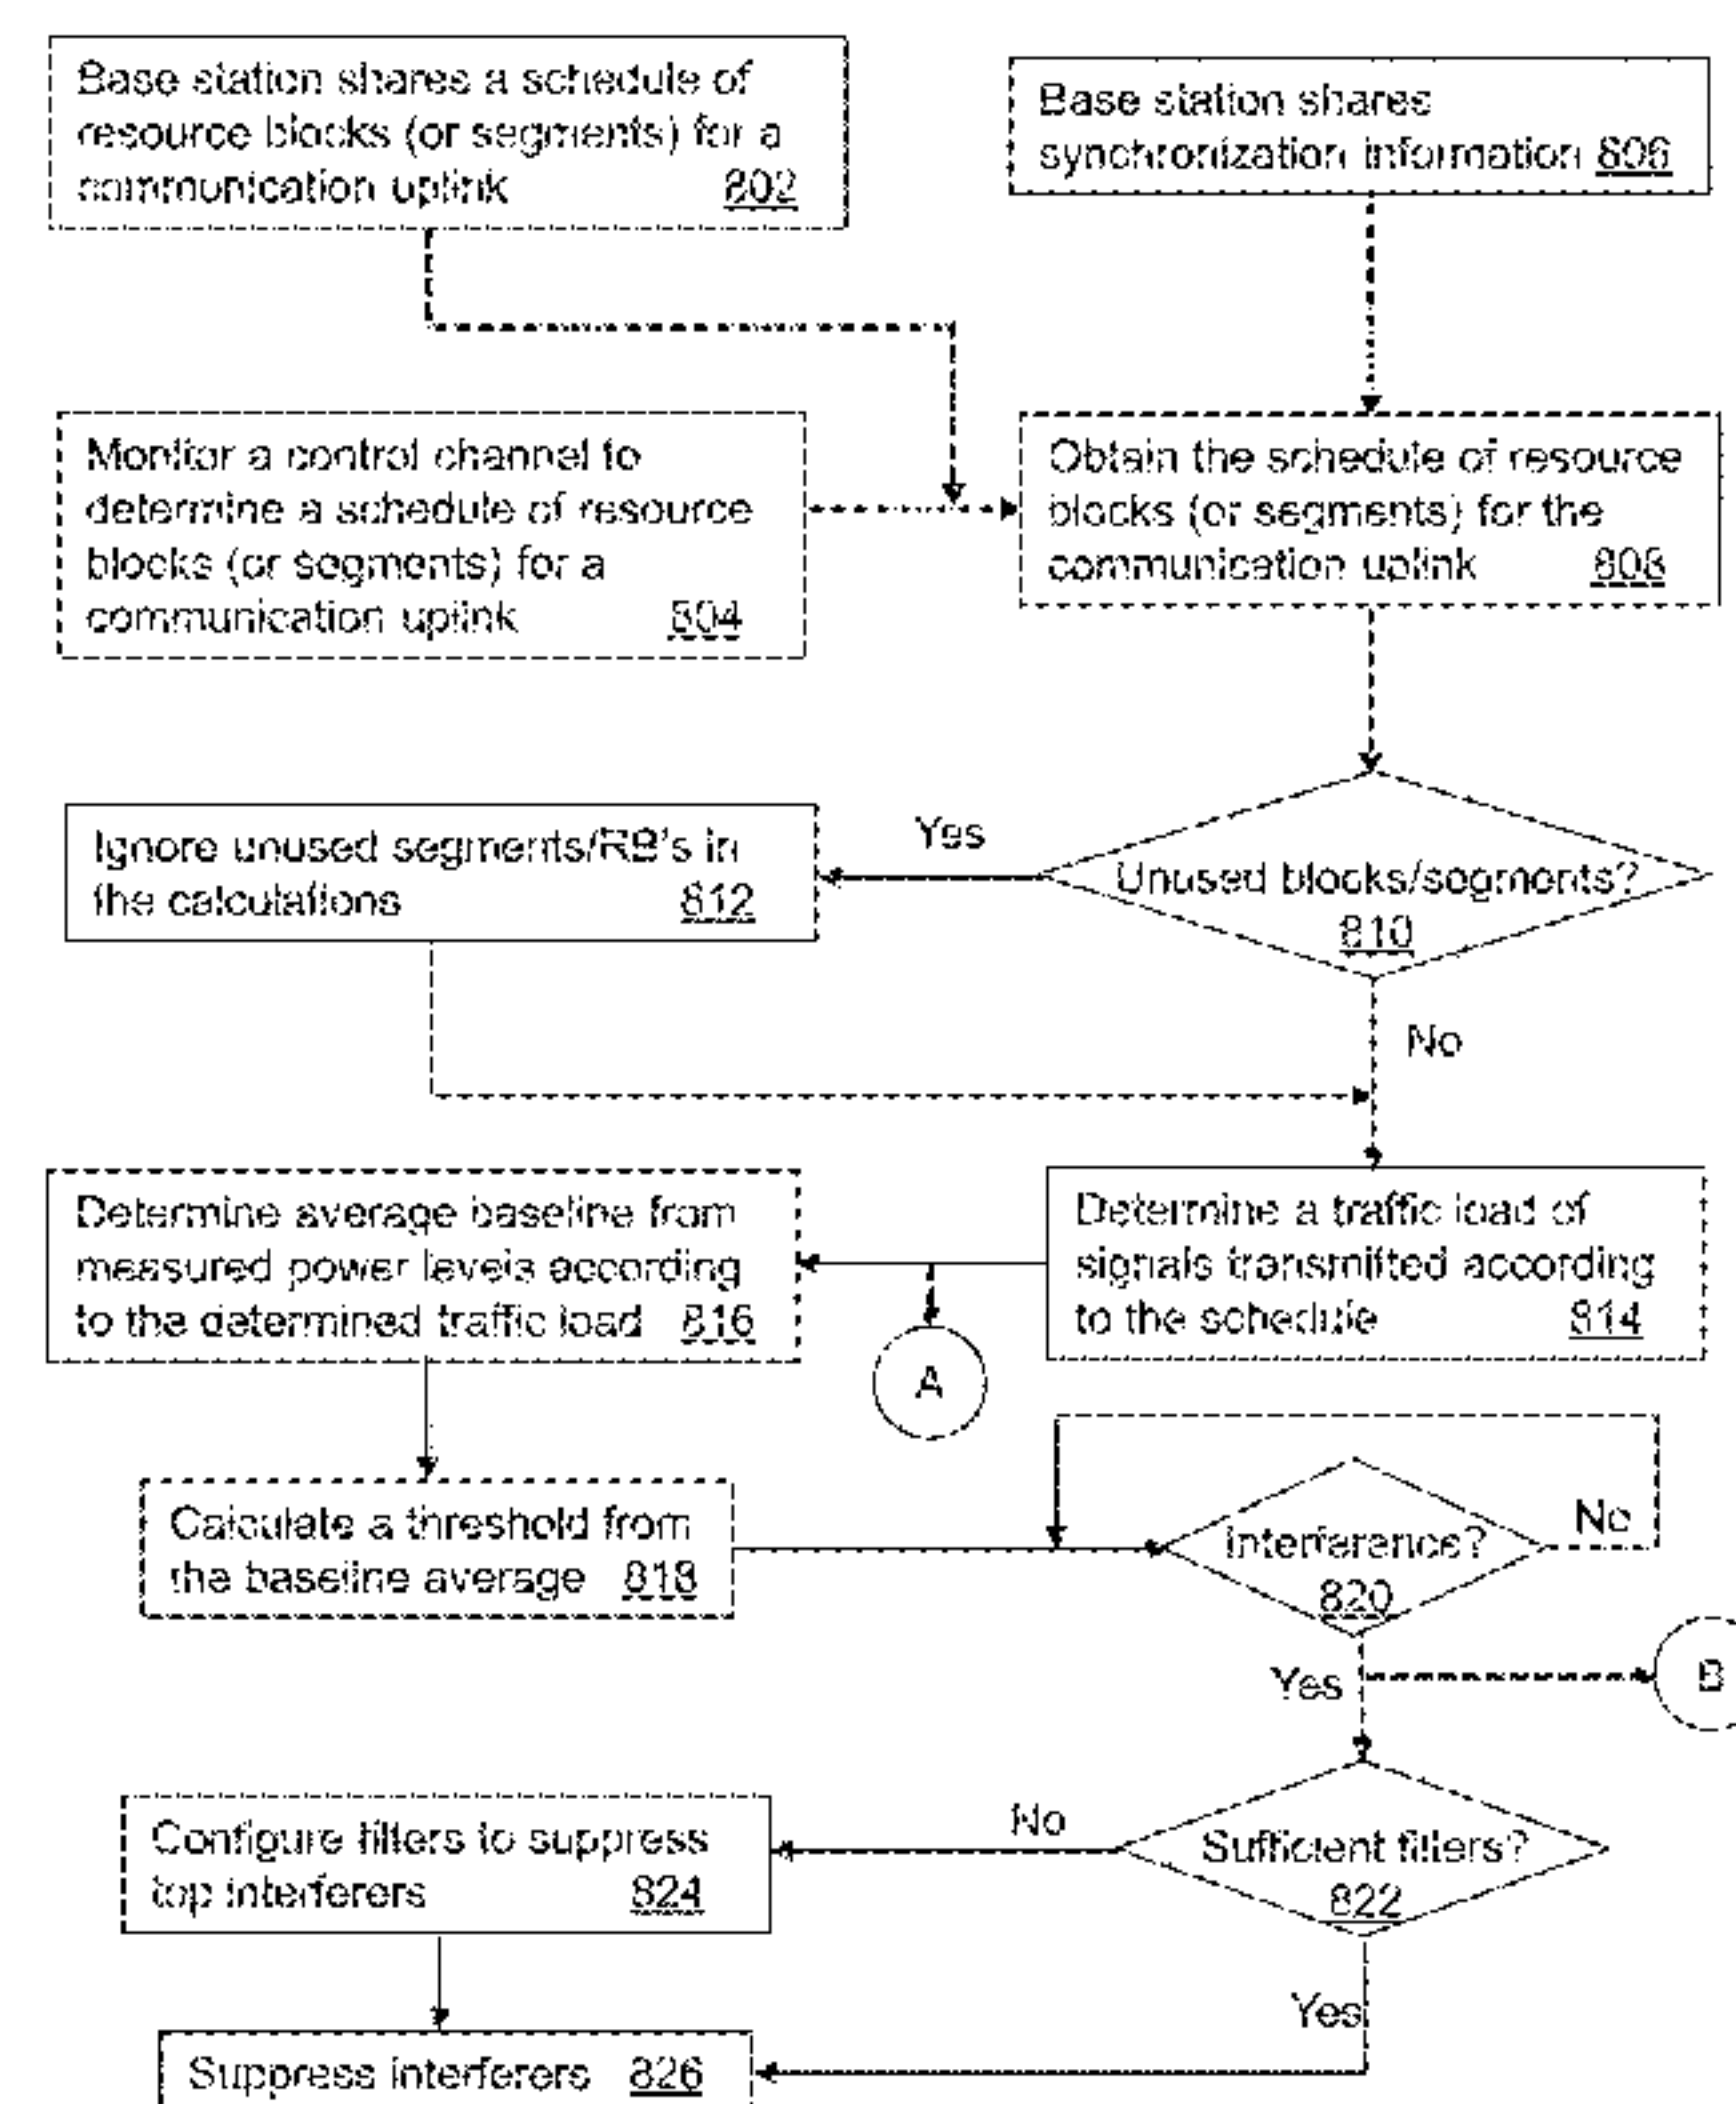 Base station shares a schedule of
resource blocks (or segments) for a
communication uplink 802
Base station shares
synchronization information 806
Monitor a control channel to
determine a schedule of resource
blocks (or segments) for a
communication uplink 804
Obtain the schedule of resource
blocks (or segments) for the
communication uplink 808
Ignore unused segments/RB's in
the calculations 812
Yes
Unused blocks/segments?
810
No
Determine average baseline from
measured power levels according
to the determined traffic load 816
Determine a traffic load of
signals transmitted according
to the schedule 814
A
Calculate a threshold from
the baseline average 818
Interference?
820
No
Yes
B
Configure filters to suppress
top interferers 824
No
Sufficient filters?
822
Yes
Suppress interferers 826